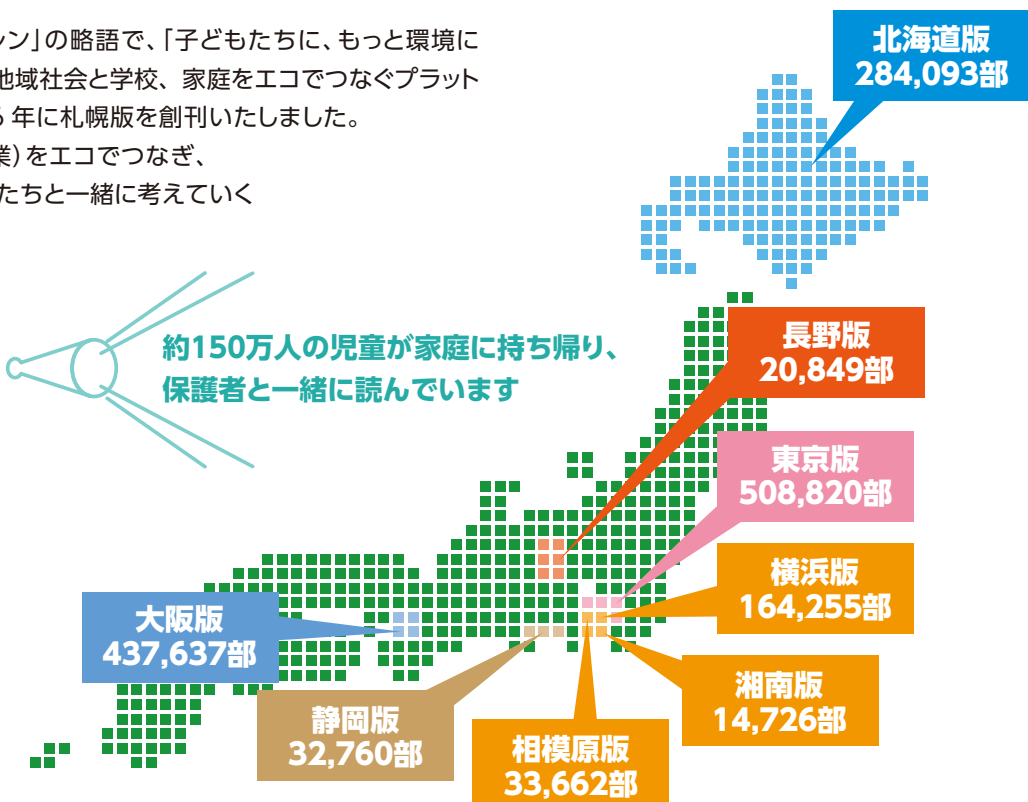 ン」の略語で、「子どもたちに、もっと環境に
地域社会と学校、家庭をエコでつなぐプラット
年に札幌版を創刊いたしました。
業）をエコでつなぎ、
たちと一緒に考えていく
約150万人の児童が家庭に持ち帰り、
保護者と一緒に読んでいます
北海道版
284,093部
長野版
20,849部
東京版
508,820部
横浜版
164,255部
湘南版
14,726部
相模原版
33,662部
静岡版
32,760部
大阪版
437,637部